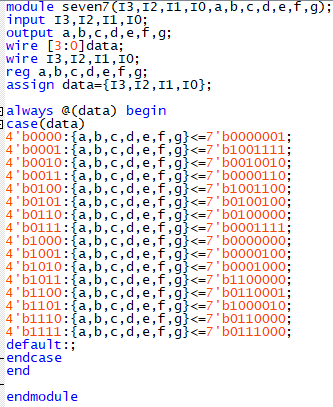 module seven7(I3,I2,I1,I0,a,b,c,d,e,f,g);
input I3,I2,I1,I0;
output a,b,c,d,e,f,g;
wire [3:0]data;
wire I3,I2,I1,I0;
reg a,b,c,d,e,f,g;
assign data={I3,I2,I1,I0};
always @(data) begin
case(data)
4'b0000:{a,b,c,d,e,f,g}<=7'b0000001;
4'b0001:{a,b,c,d,e,f,g}<=7'b1001111;
4'b0010:{a,b,c,d,e,f,g}<=7'b0010010;
4'b0011:{a,b,c,d,e,f,g}<=7'b0000110;
4'b0100:{a,b,c,d,e,f,g}<=7'b1001100;
4'b0101:{a,b,c,d,e,f,g}<=7'b0100100;
4'b0110:{a,b,c,d,e,f,g}<=7'b0100000;
4'b0111:{a,b,c,d,e,f,g}<=7'b0001111;
4'b1000:{a,b,c,d,e,f,g}<=7'b0000000;
4'b1001:{a,b,c,d,e,f,g}<=7'b0000100;
4'b1010:{a,b,c,d,e,f,g}<=7'b0001000;
4'b1011:{a,b,c,d,e,f,g}<=7'b1100000;
4'b1100:{a,b,c,d,e,f,g}<=7'b0110001;
4'b1101:{a,b,c,d,e,f,g}<=7'b1000010;
4'b1110:{a,b,c,d,e,f,g}<=7'b0110000;
4'b1111:{a,b,c,d,e,f,g}<=7'b0111000;
default:;
endcase
end
endmodule